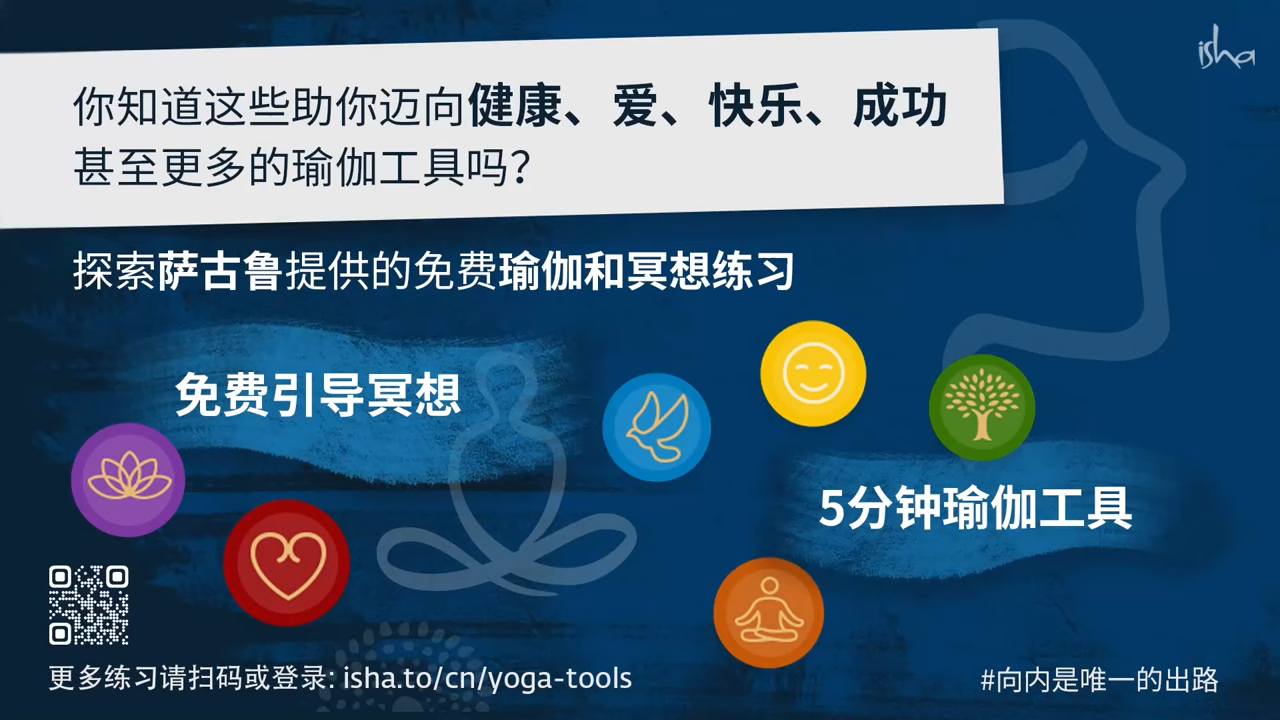 isha
你知道这些助你迈向健康、爱、快乐、成功
甚至更多的瑜伽工具吗？
探索萨古鲁提供的免费瑜伽和冥想练习
免费引导冥想
5分钟瑜伽工具
更多练习请扫码或登录: isha.to/cn/yoga-tools
#向内是唯一的出路